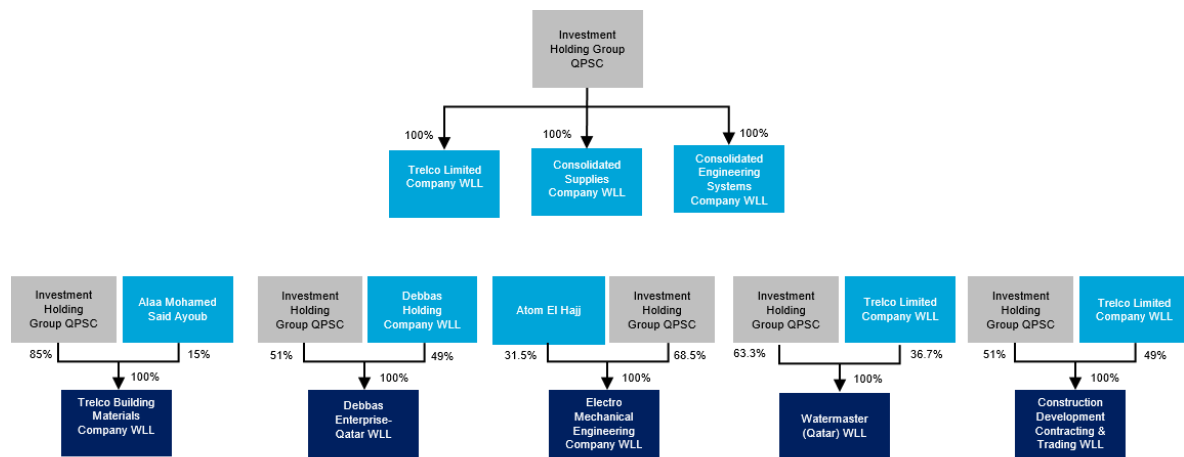 Investment
Holding Group
QPSC
100%
100%
100%
Trelco Limited
Company WLL
Consolidated
Supplies
Company WLL
Consolidated
Engineering
Systems
Company WLL
Investment
Holding
Group QPSC
Alaa Mohamed
Said Ayoub
85%
15%
100%
Trelco Building
Materials
Company WLL
Investment
Holding
Group QPSC
Debbas
Holding
Company WLL
51%
49%
100%
Debbas
Enterprise-
Qatar WLL
Atom El Hajj
Investment
Holding
Group QPSC
31.5%
68.5%
100%
Electro
Mechanical
Engineering
Company WLL
Investment
Holding
Group QPSC
Trelco Limited
Company WLL
63.3%
36.7%
100%
Watermaster
(Qatar) WLL
Investment
Holding
Group QPSC
Trelco Limited
Company WLL
51%
49%
100%
Construction
Development
Contracting &
Trading WLL